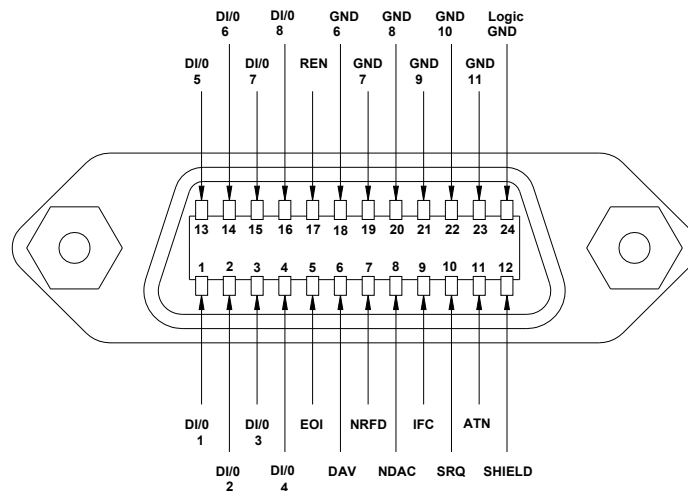 DI/0 GND GND Logic
DI/0 8 6 8 GND GND
6 10
DI/0 DI/0 REN GND GND GND
5 7 7 9 11
13 14 15 16 17 18 19 20 21 22 23 24
1 2 3 4 5 6 7 8 9 10 11 12
DI/0 DI/0 EOI NRFD IFC ATN
1 3
DI/0 DI/0 DAV NDAC SRQ SHIELD
2 4